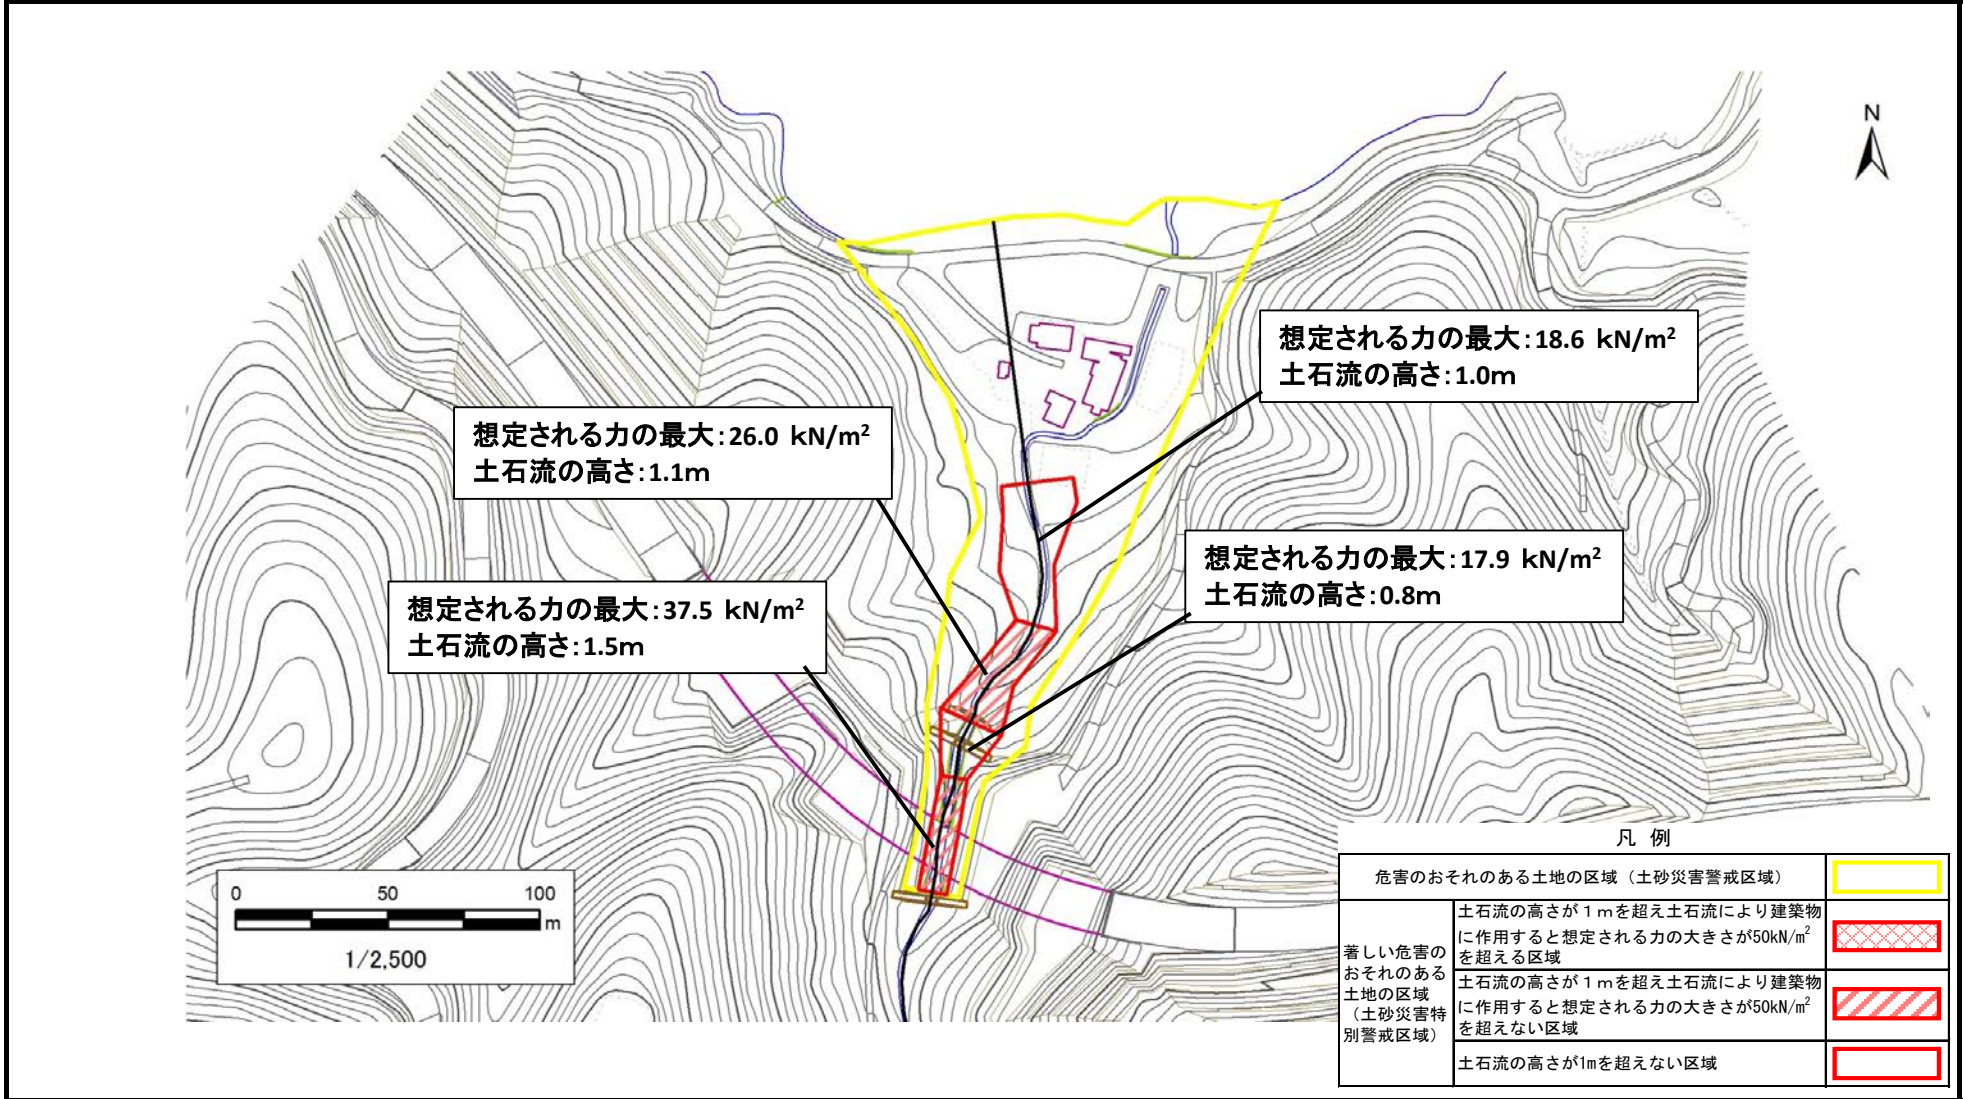 N
想定される力の最大:18.6 kN/m²
土石流の高さ:1.0m
想定される力の最大:26.0 kN/m²
土石流の高さ:1.1m
想定される力の最大:17.9 kN/m²
土石流の高さ:0.8m
想定される力の最大:37.5 kN/m²
土石流の高さ:1.5m
0 50 100
m
1/2,500
凡 例
危害のおそれのある土地の区域（土砂災害警戒区域）
著しい危害の
おそれのある
土地の区域
（土砂災害特
別警戒区域）
土石流の高さが１ｍを超え土石流により建築物
に作用すると想定される力の大きさが50kN/m²
を超える区域
土石流の高さが１ｍを超え土石流により建築物
に作用すると想定される力の大きさが50kN/m²
を超えない区域
土石流の高さが1mを超えない区域